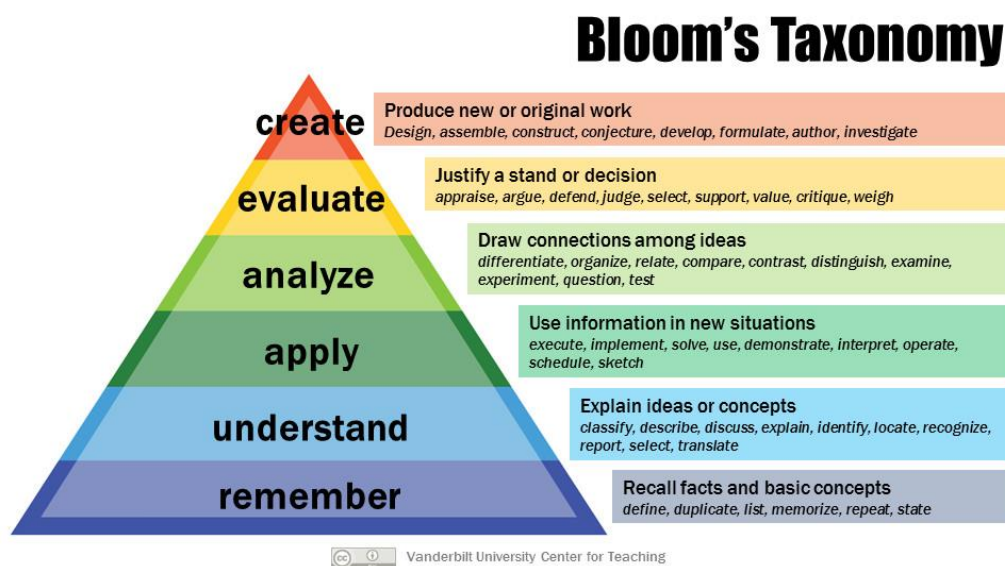 Bloom's Taxonomy
create
Produce new or original work
Design, assemble, construct, conjecture, develop, formulate, author, investigate
evaluate
Justify a stand or decision
appraise, argue, defend, judge, select, support, value, critique, weigh
analyze
Draw connections among ideas
differentiate, organize, relate, compare, contrast, distinguish, examine,
experiment, question, test
apply
Use information in new situations
execute, implement, solve, use, demonstrate, interpret, operate,
schedule, sketch
understand
Explain ideas or concepts
classify, describe, discuss, explain, identify, locate, recognize,
report, select, translate
remember
Recall facts and basic concepts
define, duplicate, list, memorize, repeat, state
cc Vanderbilt University Center for Teaching